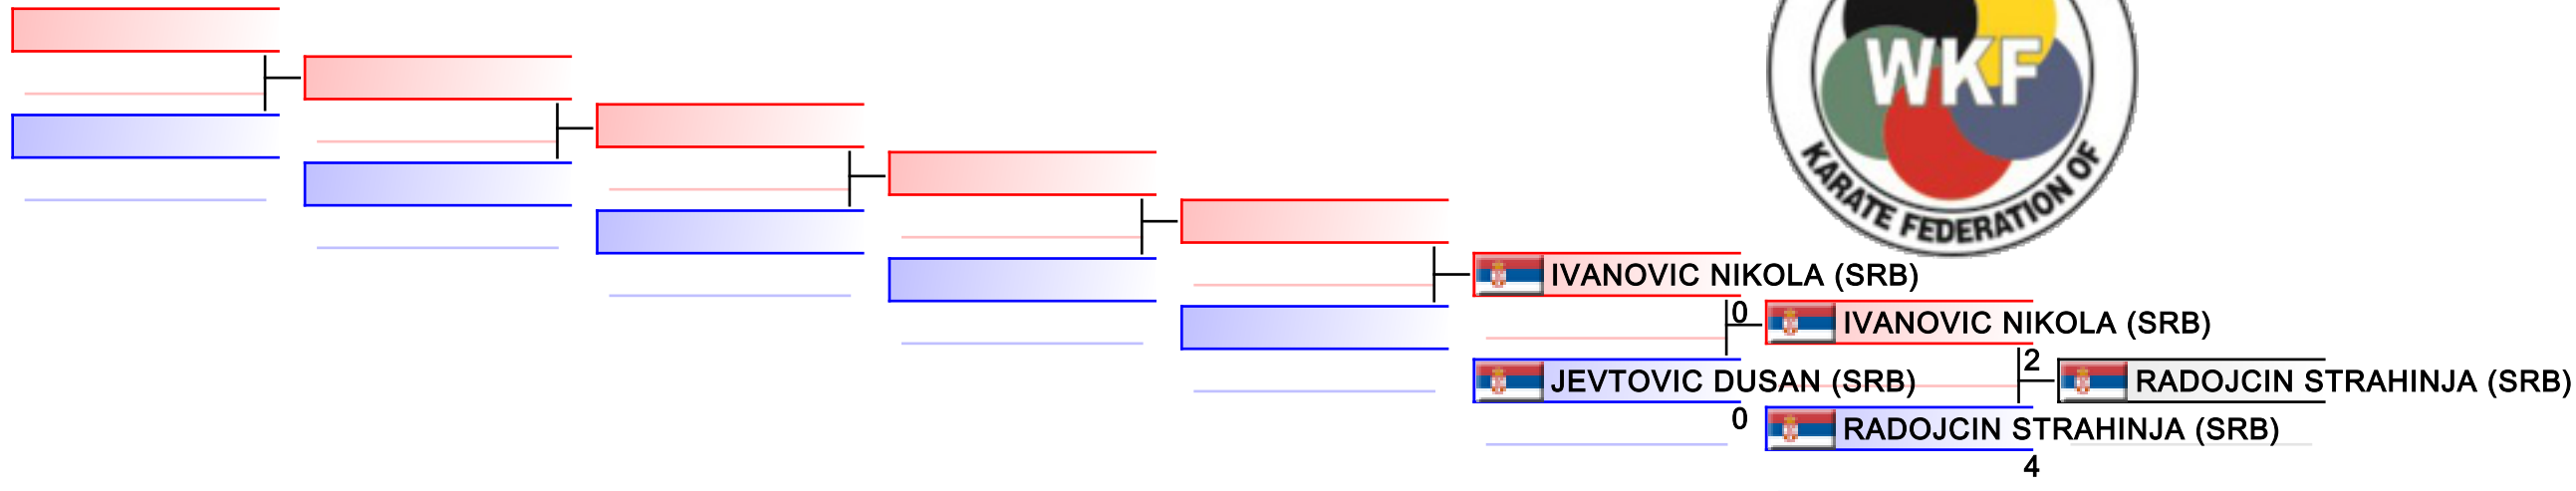 WKF
KARATE FEDERATION OF
IVANOVIC NIKOLA (SRB)
0
IVANOVIC NIKOLA (SRB)
2
JEVTOVIC DUSAN (SRB)
RADOJCIN STRAHINJA (SRB)
0
RADOJCIN STRAHINJA (SRB)
4